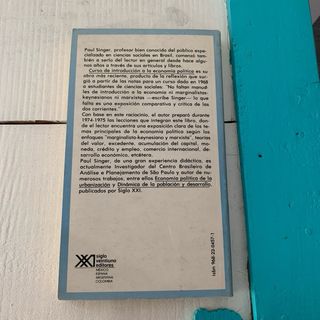 Paul Singer, profesor bien conocido del público espe-
cializado en ciencias sociales en Brasil, comenzó tam-
bién a serlo del lector en general desde hace algu-
nos años a través de sus artículos y libros.
Curso de introducción a la economía política es su
obra más reciente, producto de la reflexión que sur-
gió a partir de las notas para un curso dado en 1968
a estudiantes de ciencias sociales. "No faltan manua-
les de introducción a la economía ni marginalistas-
keynesianos ni marxistas —escribe Singer—; lo que
falta es una exposición comparativa y crítica de las
dos corrientes.
Con base en este raciocinio, el autor preparó durante
1974-1975 las lecciones que integran este libro, don-
de el lector encuentra una exposición clara de los te-
mas principales de la economía política según los
enfoques "marginalista-keynesiano y marxista", teorías
del valor, excedente, acumulación del capital, mo-
neda, crédito y empleo, comercio internacional, des-
arrollo económico, etcétera.
Paul Singer, de una gran experiencia didáctica, es
actualmente Investigador del Centro Brasileiro de
Análise e Planejamento de São Paulo y autor de nu-
merosos trabajos, entre ellos Economía política de la
urbanización y Dinámica de la población y desarrollo,
publicados por Siglo XXI.
siglo
veintiuno
editores
MÉXICO
ESPAÑA
ARGENTINA
COLOMBIA
ISBN 968-23-0457-1